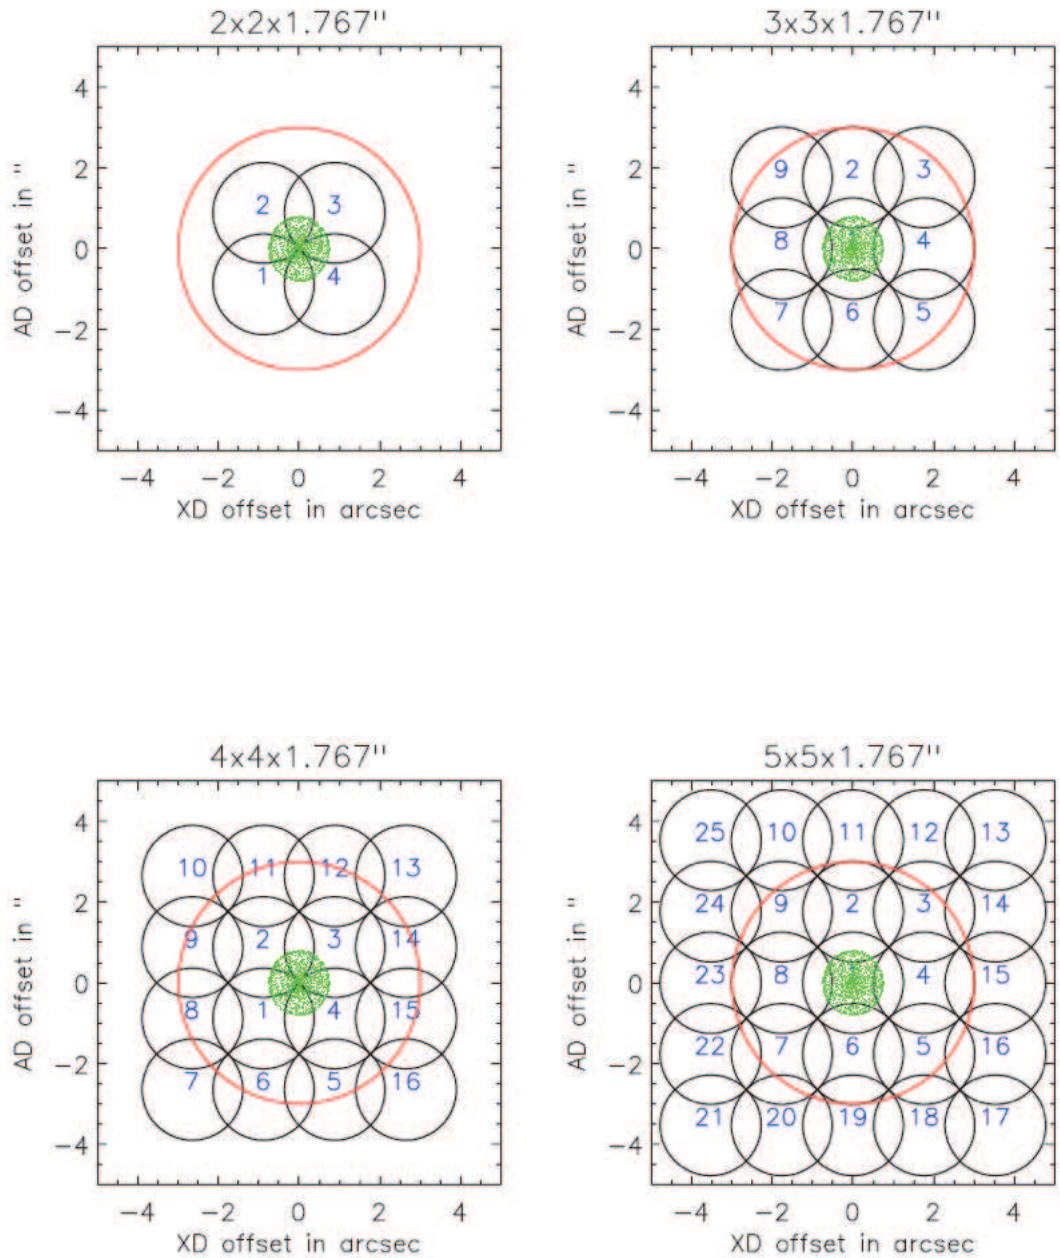 2x2x1.767"
3x3x1.767"
AD offset in "
4
2
0
−2
−4
2 3
1 4
−4 −2 0 2 4
XD offset in arcsec
AD offset in "
4
2
0
−2
−4
9 2 3
8 4
7 6 5
−4 −2 0 2 4
XD offset in arcsec
4x4x1.767"
5x5x1.767"
AD offset in "
4
2
0
−2
−4
10 11 12 13
9 2 3 14
8 1 4 15
7 6 5 16
−4 −2 0 2 4
XD offset in arcsec
AD offset in "
4
2
0
−2
−4
25 10 11 12 13
24 9 2 3 14
23 8 4 15
22 7 6 5 16
21 20 19 18 17
−4 −2 0 2 4
XD offset in arcsec